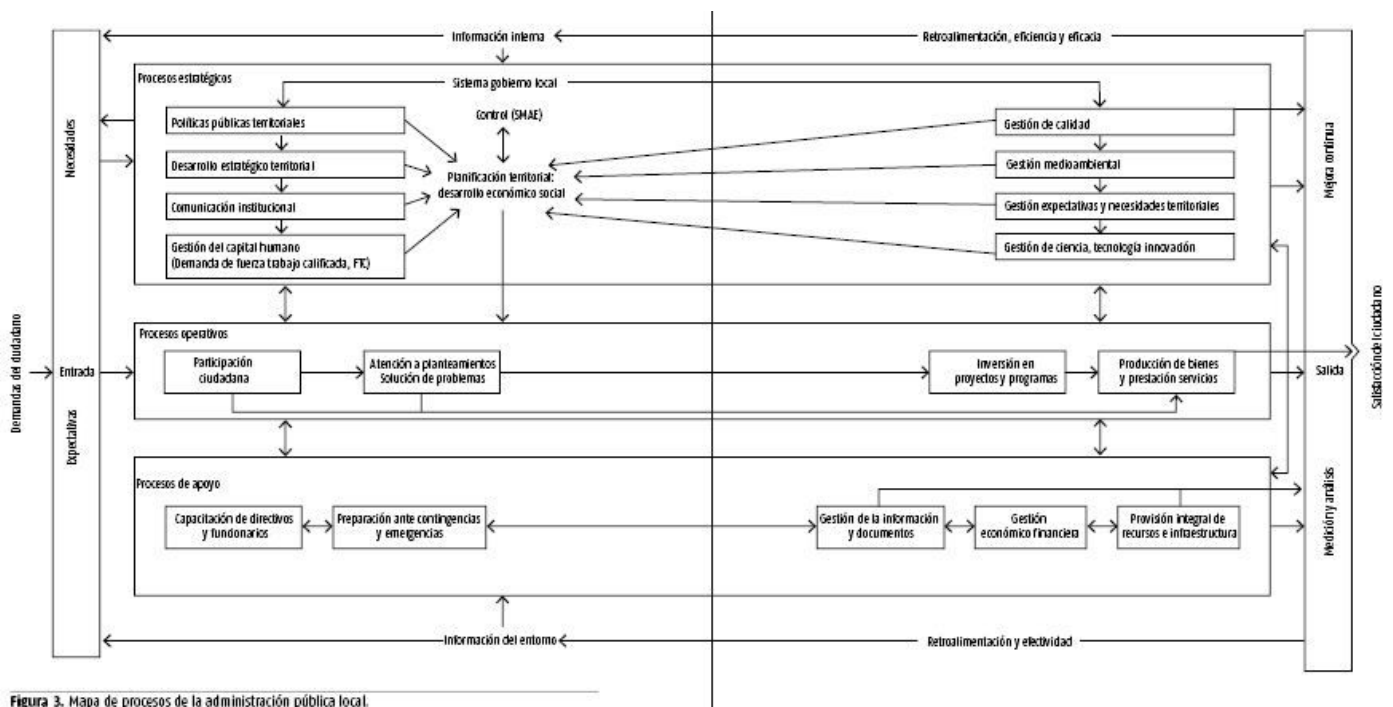 Información interna
Retroalimentación, eficiencia y eficacia
Procesos estratégicos
Sistema gobierno local
Políticas públicas territoriales
Control (SMAE)
Gestión de calidad
Desarrollo estratégico territorial
Planificación territorial:
desarrollo económico social
Gestión medioambiental
Comunicación institucional
Gestión expectativas y necesidades territoriales
Gestión del capital humano
(Demanda de fuerza trabajo calificada, FTC)
Gestión de ciencia, tecnología innovación
Necesidades
Mejora continua
Procesos operativos
Demandas del ciudadano
Entrada
Participación
ciudadana
Atención a planteamientos
Solución de problemas
Inversión en
proyectos y programas
Producción de bienes
y prestación servicios
Salida
Satisfacción del ciudadano
Expectativas
Medición y análisis
Procesos de apoyo
Capacitación de directivos
y funcionarios
Preparación ante contingencias
y emergencias
Gestión de la información
y documentos
Gestión
económico financiera
Provisión integral de
recursos e infraestructura
Información del entorno
Retroalimentación y efectividad
Figura 3. Mapa de procesos de la administración pública local.